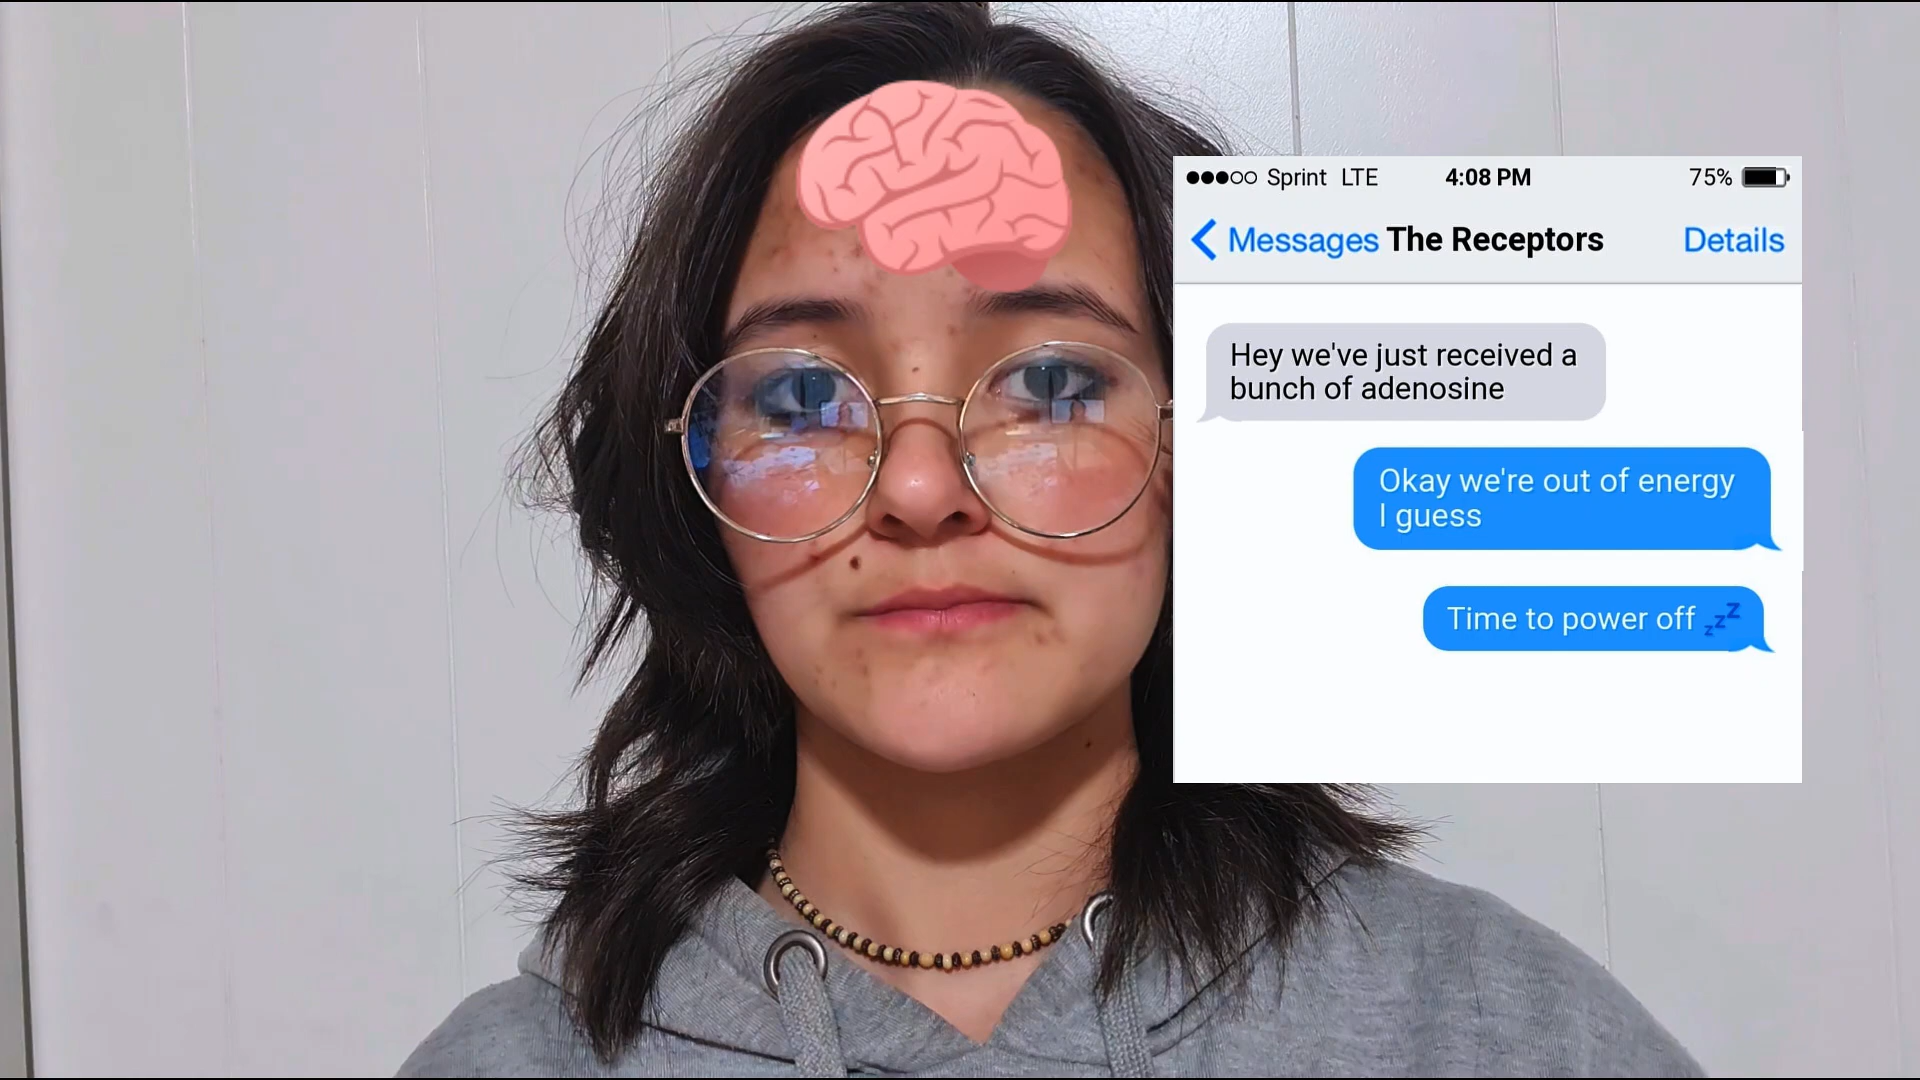 Sprint LTE 4:08 PM 75%
Messages The Receptors Details
Hey we've just received a
bunch of adenosine
Okay we're out of energy
I guess
Time to power off 💤